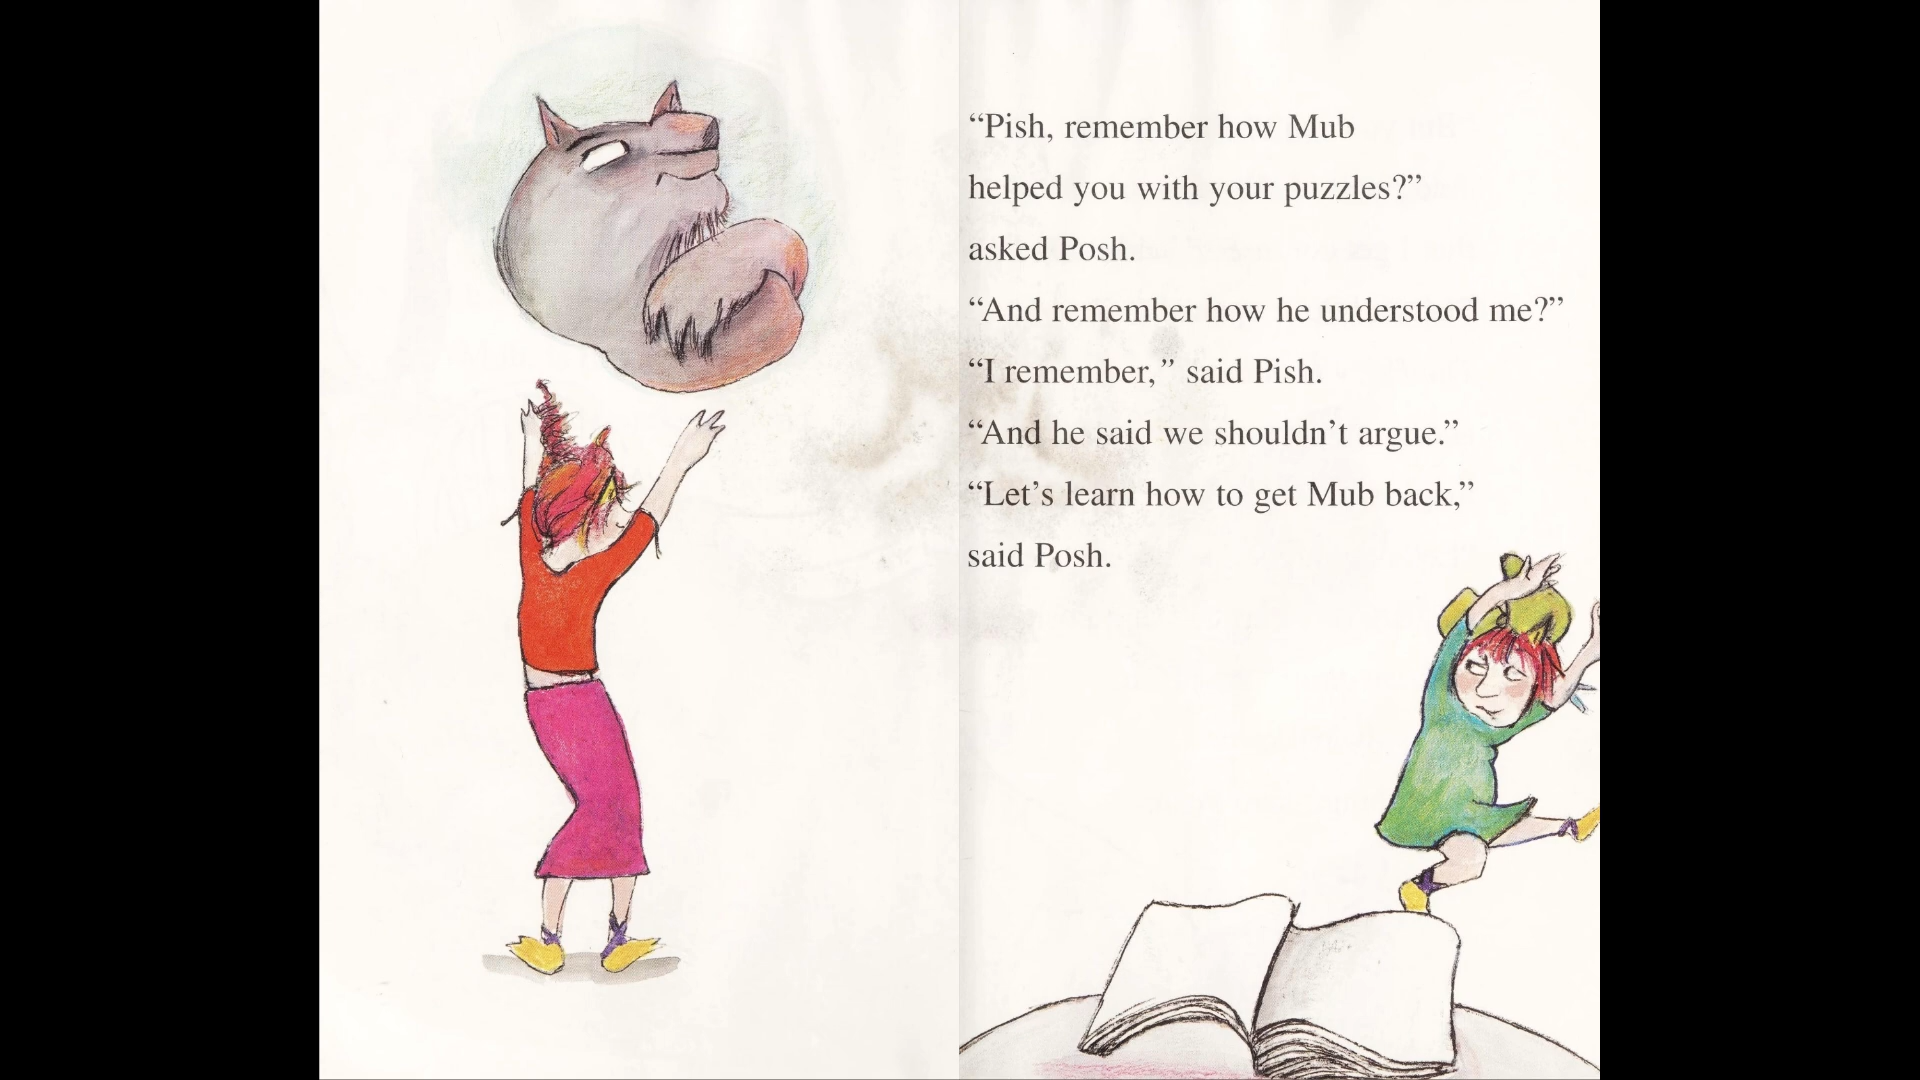 “Pish, remember how Mub
helped you with your puzzles?”
asked Posh.
“And remember how he understood me?”
“I remember,” said Pish.
“And he said we shouldn’t argue.”
“Let’s learn how to get Mub back,”
said Posh.